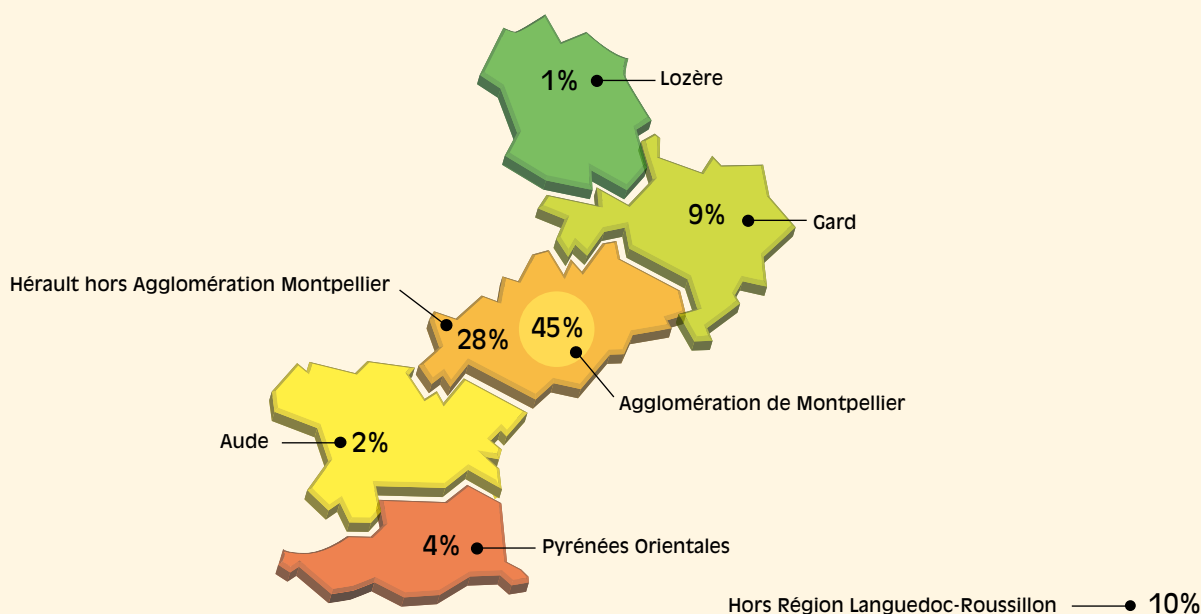 1% Lozère
9% Gard
Hérault hors Agglomération Montpellier
28%
45%
Agglomération de Montpellier
Aude 2%
4% Pyrénées Orientales
Hors Région Languedoc-Roussillon 10%